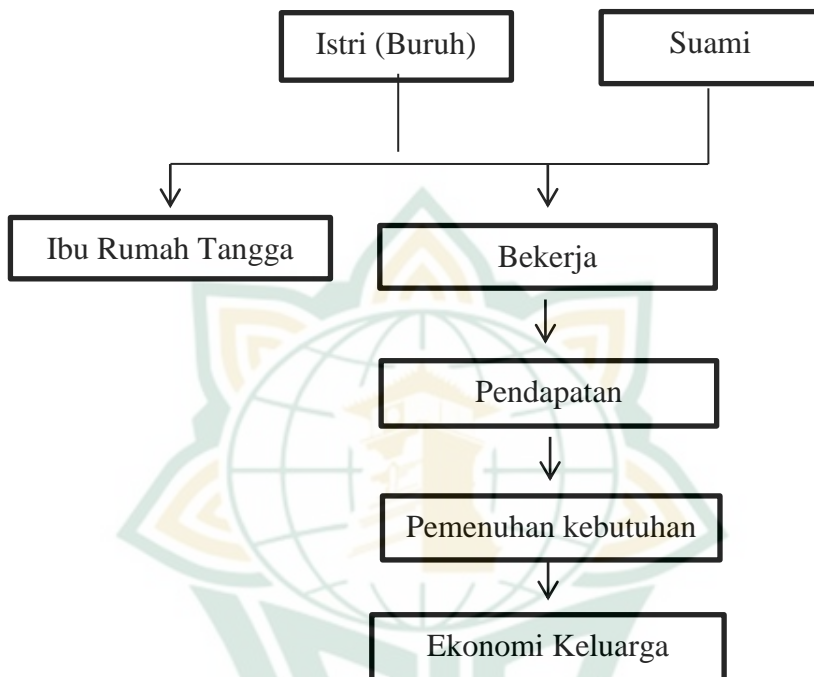 Istri (Buruh)
Suami
Ibu Rumah Tangga
Bekerja
Pendapatan
Pemenuhan kebutuhan
Ekonomi Keluarga